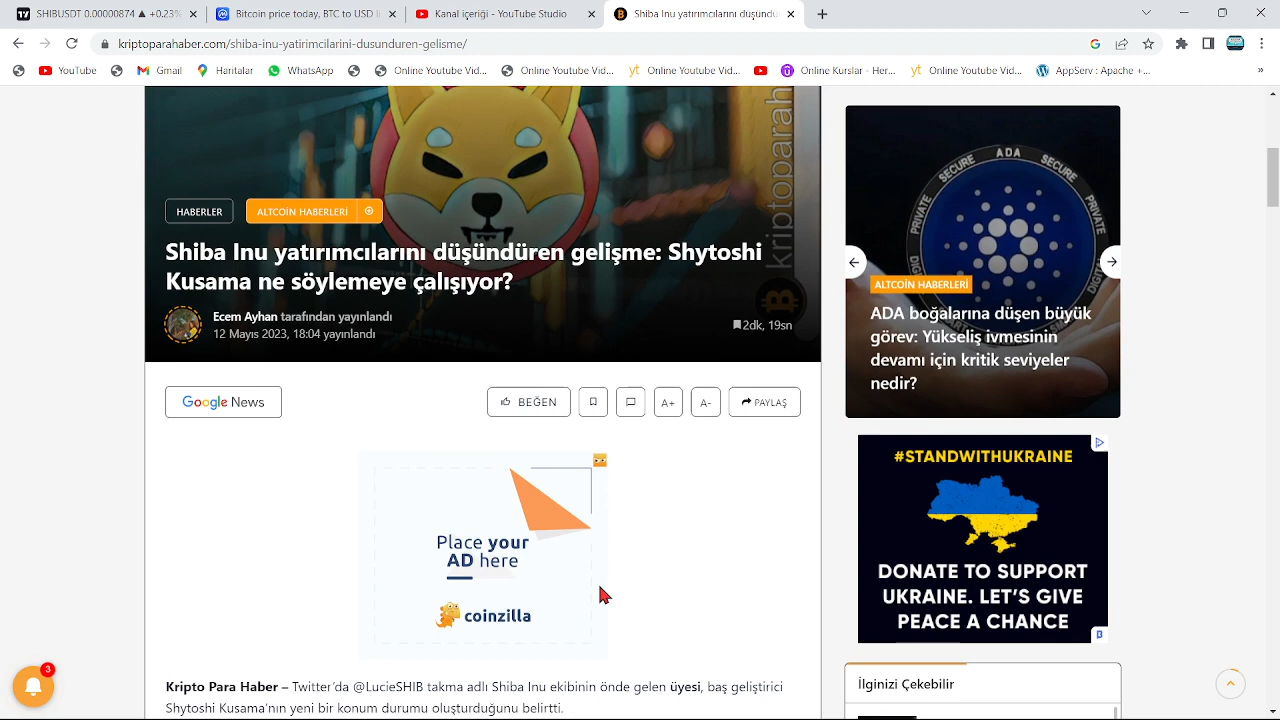 SHIBUSDT 0.00000874 ▲ +0.23%
Bitcoin price today, BTC to USD li
Kanal içeriği - YouTube Studio
Shiba Inu yatırımcılarını düşündü
kriptoparahaber.com/shiba-inu-yatirimcilarini-dusunduren-gelisme/
YouTube
Gmail
Haritalar
WhatsApp
Online Youtube Vid...
Online Youtube Vid...
Online Youtube Vid...
Online Kurslar - Her...
Online Youtube Vid...
AppServ : Apache + ...
»
kriptoparah
HABERLER
ALTCOİN HABERLERİ
Shiba Inu yatırımcılarını düşündüren gelişme: Shytoshi
Kusama ne söylemeye çalışıyor?
Ecem Ayhan tarafından yayınlandı
12 Mayıs 2023, 18:04 yayınlandı
2dk, 19sn
Google News
BEĞEN
A+
A-
PAYLAŞ
Place your
AD here
coinzilla
Kripto Para Haber – Twitter'da @LucieSHIB takma adlı Shiba Inu ekibinin önde gelen üyesi, baş geliştirici
Shytoshi Kusama'nın yeni bir konum durumu oluşturduğunu belirtti.
3
ADA
SECURE
SECURE
PRIVATE
PRIVATE
ALTCOİN HABERLERİ
ADA boğalarına düşen büyük
görev: Yükseliş ivmesinin
devamı için kritik seviyeler
nedir?
#STANDWITHUKRAINE
DONATE TO SUPPORT
UKRAINE. LET'S GIVE
PEACE A CHANCE
İlginizi Çekebilir